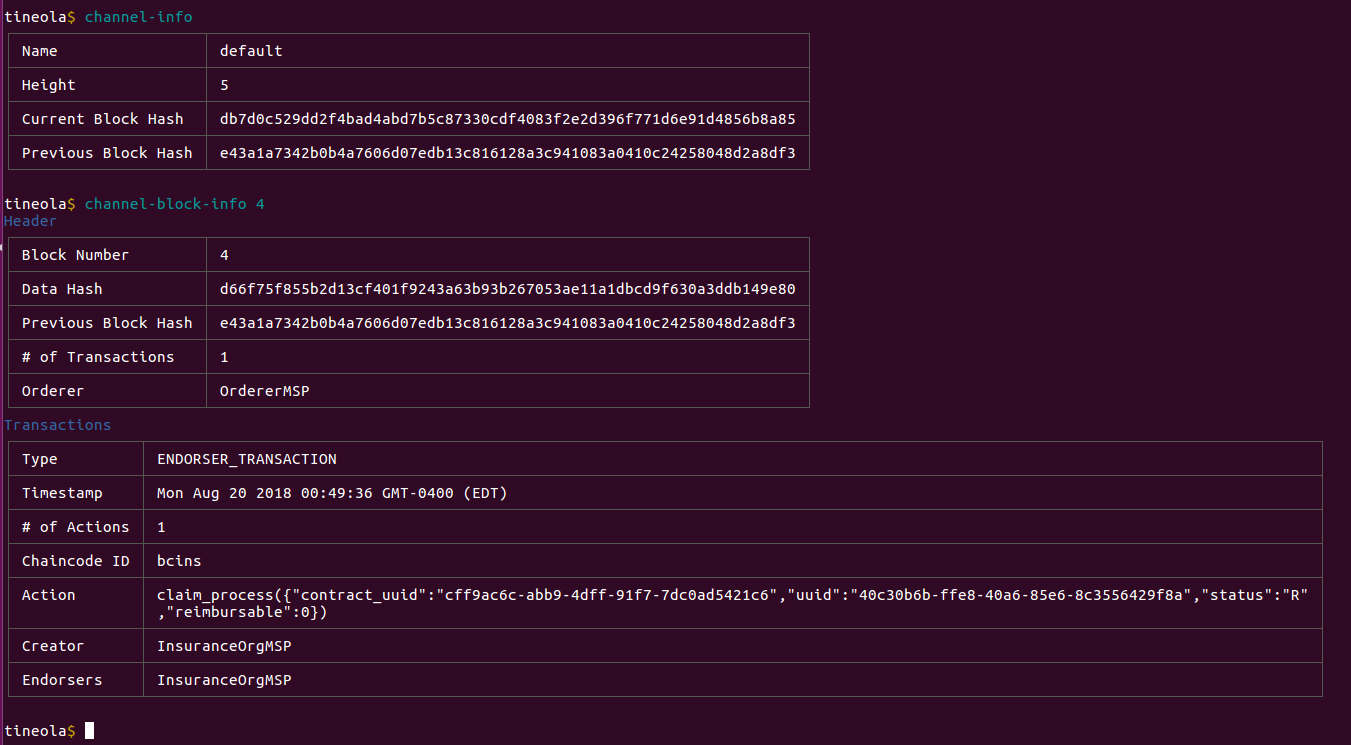 tineola$ channel-info
Name default
Height 5
Current Block Hash db7d0c529dd2f4bad4abd7b5c87330cdf4083f2e2d396f771d6e91d4856b8a85
Previous Block Hash e43a1a7342b0b4a7606d07edb13c816128a3c941083a0410c24258048d2a8df3
tineola$ channel-block-info 4
Header
Block Number 4
Data Hash d66f75f855b2d13cf401f9243a63b93b267053ae11a1dbcd9f630a3ddb149e80
Previous Block Hash e43a1a7342b0b4a7606d07edb13c816128a3c941083a0410c24258048d2a8df3
# of Transactions 1
Orderer OrdererMSP
Transactions
Type ENDORSER_TRANSACTION
Timestamp Mon Aug 20 2018 00:49:36 GMT-0400 (EDT)
# of Actions 1
Chaincode ID bcins
Action claim_process({"contract_uuid":"cff9ac6c-abb9-4dff-91f7-7dc0ad5421c6","uuid":"40c30b6b-ffe8-40a6-85e6-8c3556429f8a","status":"R"
,"reimbursable":0})
Creator InsuranceOrgMSP
Endorsers InsuranceOrgMSP
tineola$